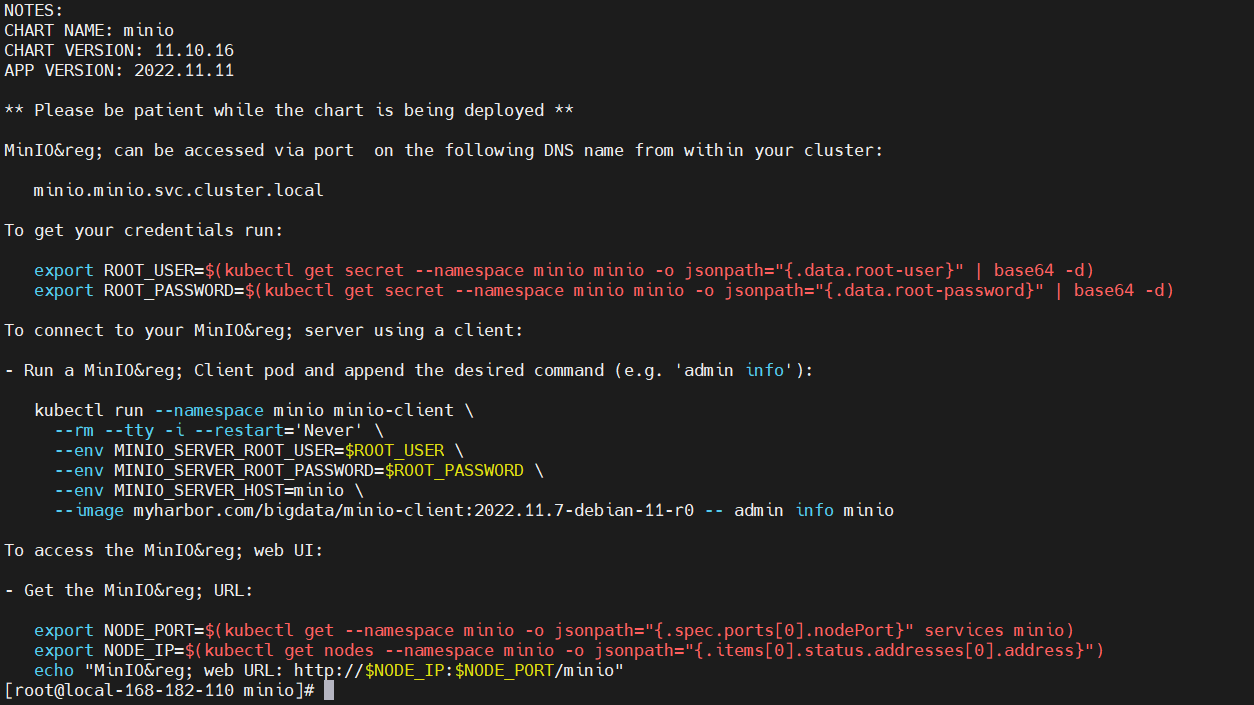 NOTES:
CHART NAME: minio
CHART VERSION: 11.10.16
APP VERSION: 2022.11.11
** Please be patient while the chart is being deployed **
MinIO&reg; can be accessed via port  on the following DNS name from within your cluster:
   minio.minio.svc.cluster.local
To get your credentials run:
   export ROOT_USER=$(kubectl get secret --namespace minio minio -o jsonpath="{.data.root-user}" | base64 -d)
   export ROOT_PASSWORD=$(kubectl get secret --namespace minio minio -o jsonpath="{.data.root-password}" | base64 -d)
To connect to your MinIO&reg; server using a client:
- Run a MinIO&reg; Client pod and append the desired command (e.g. 'admin info'):
   kubectl run --namespace minio minio-client \
     --rm --tty -i --restart='Never' \
     --env MINIO_SERVER_ROOT_USER=$ROOT_USER \
     --env MINIO_SERVER_ROOT_PASSWORD=$ROOT_PASSWORD \
     --env MINIO_SERVER_HOST=minio \
     --image myharbor.com/bigdata/minio-client:2022.11.7-debian-11-r0 -- admin info minio
To access the MinIO&reg; web UI:
- Get the MinIO&reg; URL:
   export NODE_PORT=$(kubectl get --namespace minio -o jsonpath="{.spec.ports[0].nodePort}" services minio)
   export NODE_IP=$(kubectl get nodes --namespace minio -o jsonpath="{.items[0].status.addresses[0].address}")
   echo "MinIO&reg; web URL: http://$NODE_IP:$NODE_PORT/minio"
[root@local-168-182-110 minio]#